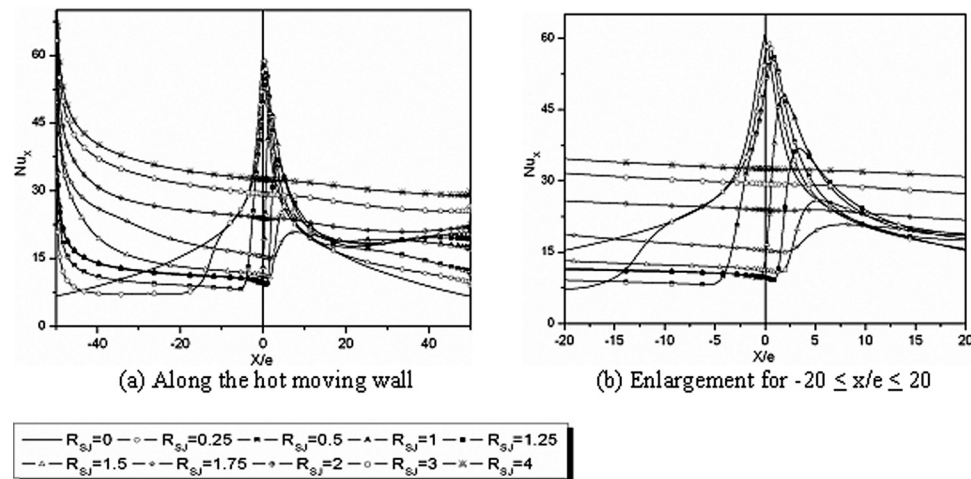 60
45
Nu_x
30
15
0
-40 -20 0 20 40
X/e
(a) Along the hot moving wall
60
45
Nu_x
30
15
0
-20 -15 -10 -5 0 5 10 15 20
X/e
(b) Enlargement for -20 ≤ x/e ≤ 20
R_SJ=0 R_SJ=0.25 R_SJ=0.5 R_SJ=1 R_SJ=1.25
R_SJ=1.5 R_SJ=1.75 R_SJ=2 R_SJ=3 R_SJ=4